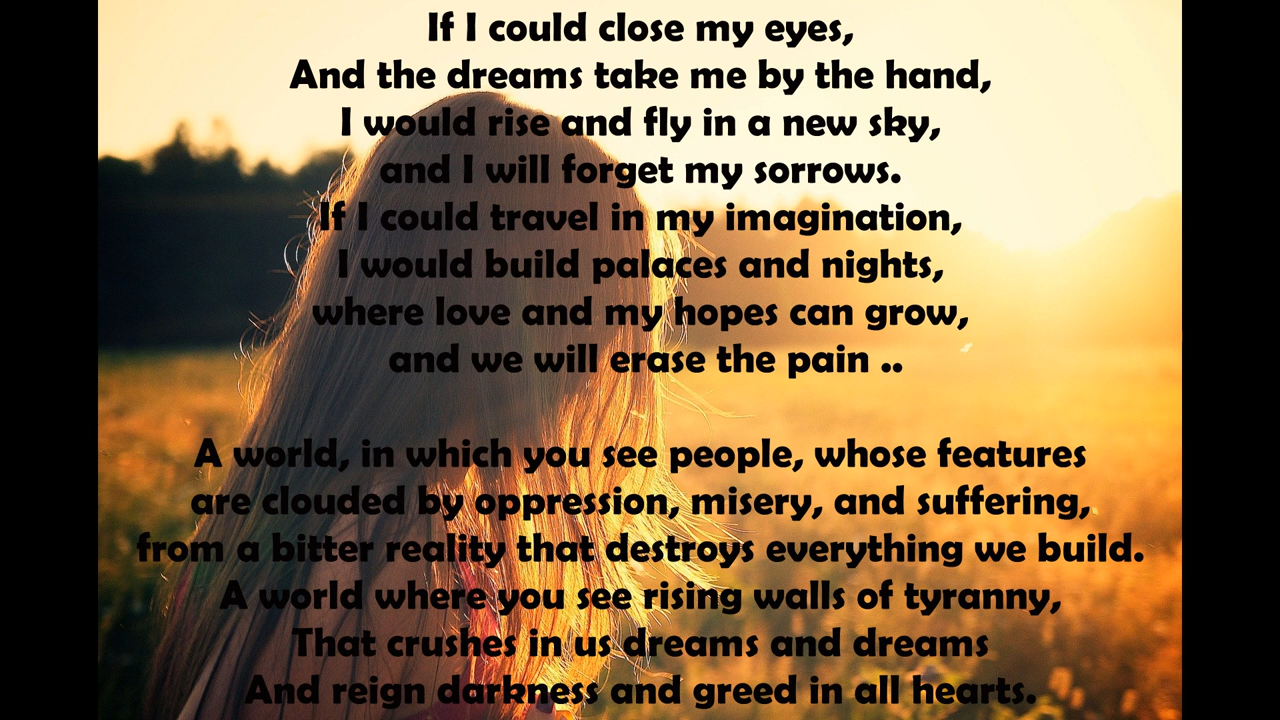 If I could close my eyes,
And the dreams take me by the hand,
I would rise and fly in a new sky,
and I will forget my sorrows.
If I could travel in my imagination,
I would build palaces and nights,
where love and my hopes can grow,
and we will erase the pain ..
A world, in which you see people, whose features
are clouded by oppression, misery, and suffering,
from a bitter reality that destroys everything we build.
A world where you see rising walls of tyranny,
That crushes in us dreams and dreams
And reign darkness and greed in all hearts.